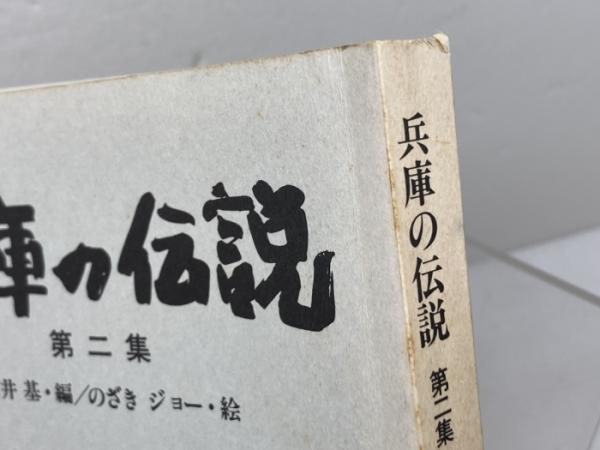 庫の伝説
第二集
井 基・編/のざき ジョー・絵
兵庫の伝説 第二集